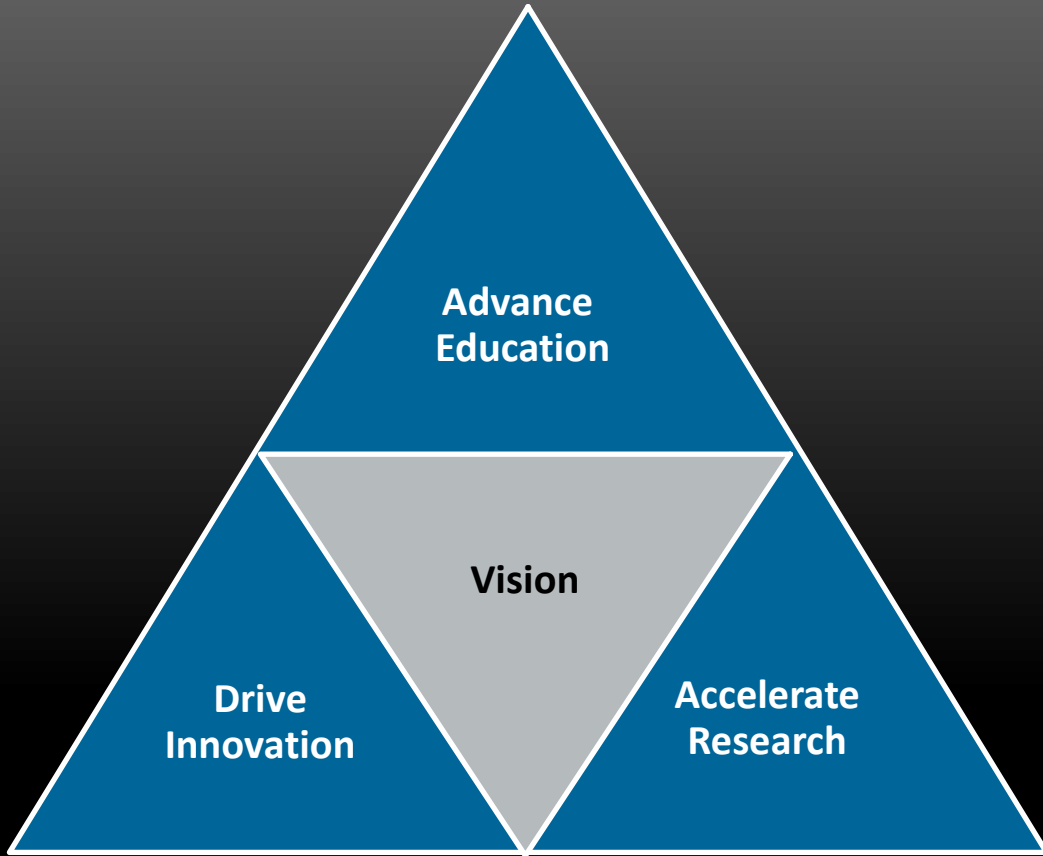 Advance
Education
Vision
Drive
Innovation
Accelerate
Research